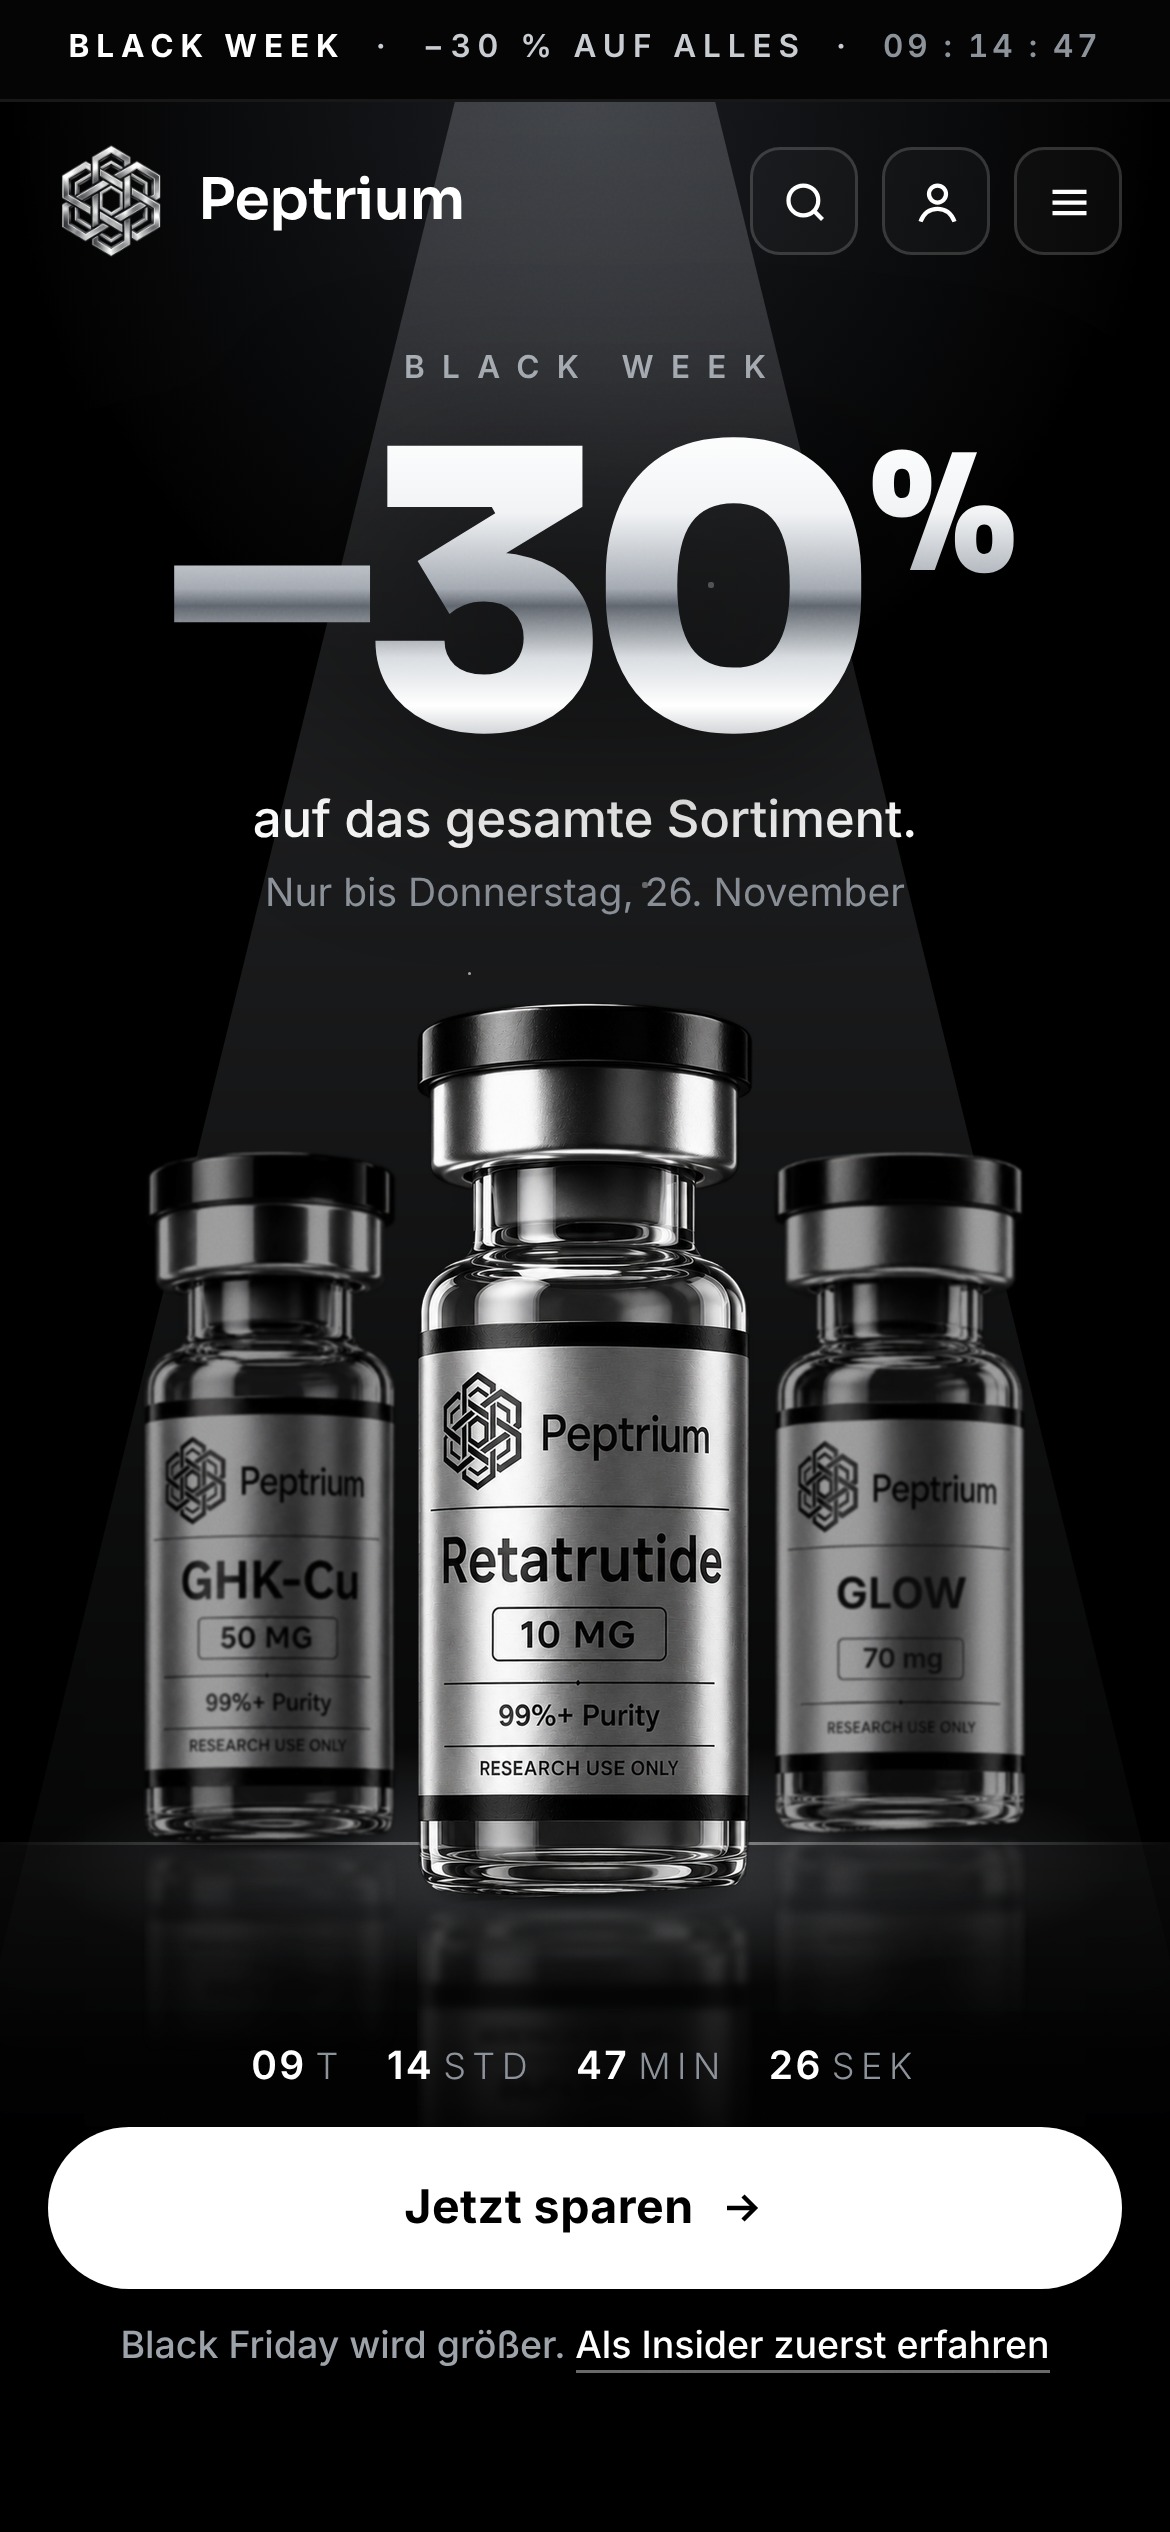 BLACK WEEK · –30 % AUF ALLES · 09 : 14 : 47
Peptrium
BLACK WEEK
–30%
auf das gesamte Sortiment.
Nur bis Donnerstag, 26. November
Peptrium
GHK-Cu
50 MG
99%+ Purity
RESEARCH USE ONLY
Peptrium
Retatrutide
10 MG
99%+ Purity
RESEARCH USE ONLY
Peptrium
GLOW
70 mg
RESEARCH USE ONLY
09 T 14 STD 47 MIN 26 SEK
Jetzt sparen →
Black Friday wird größer. Als Insider zuerst erfahren